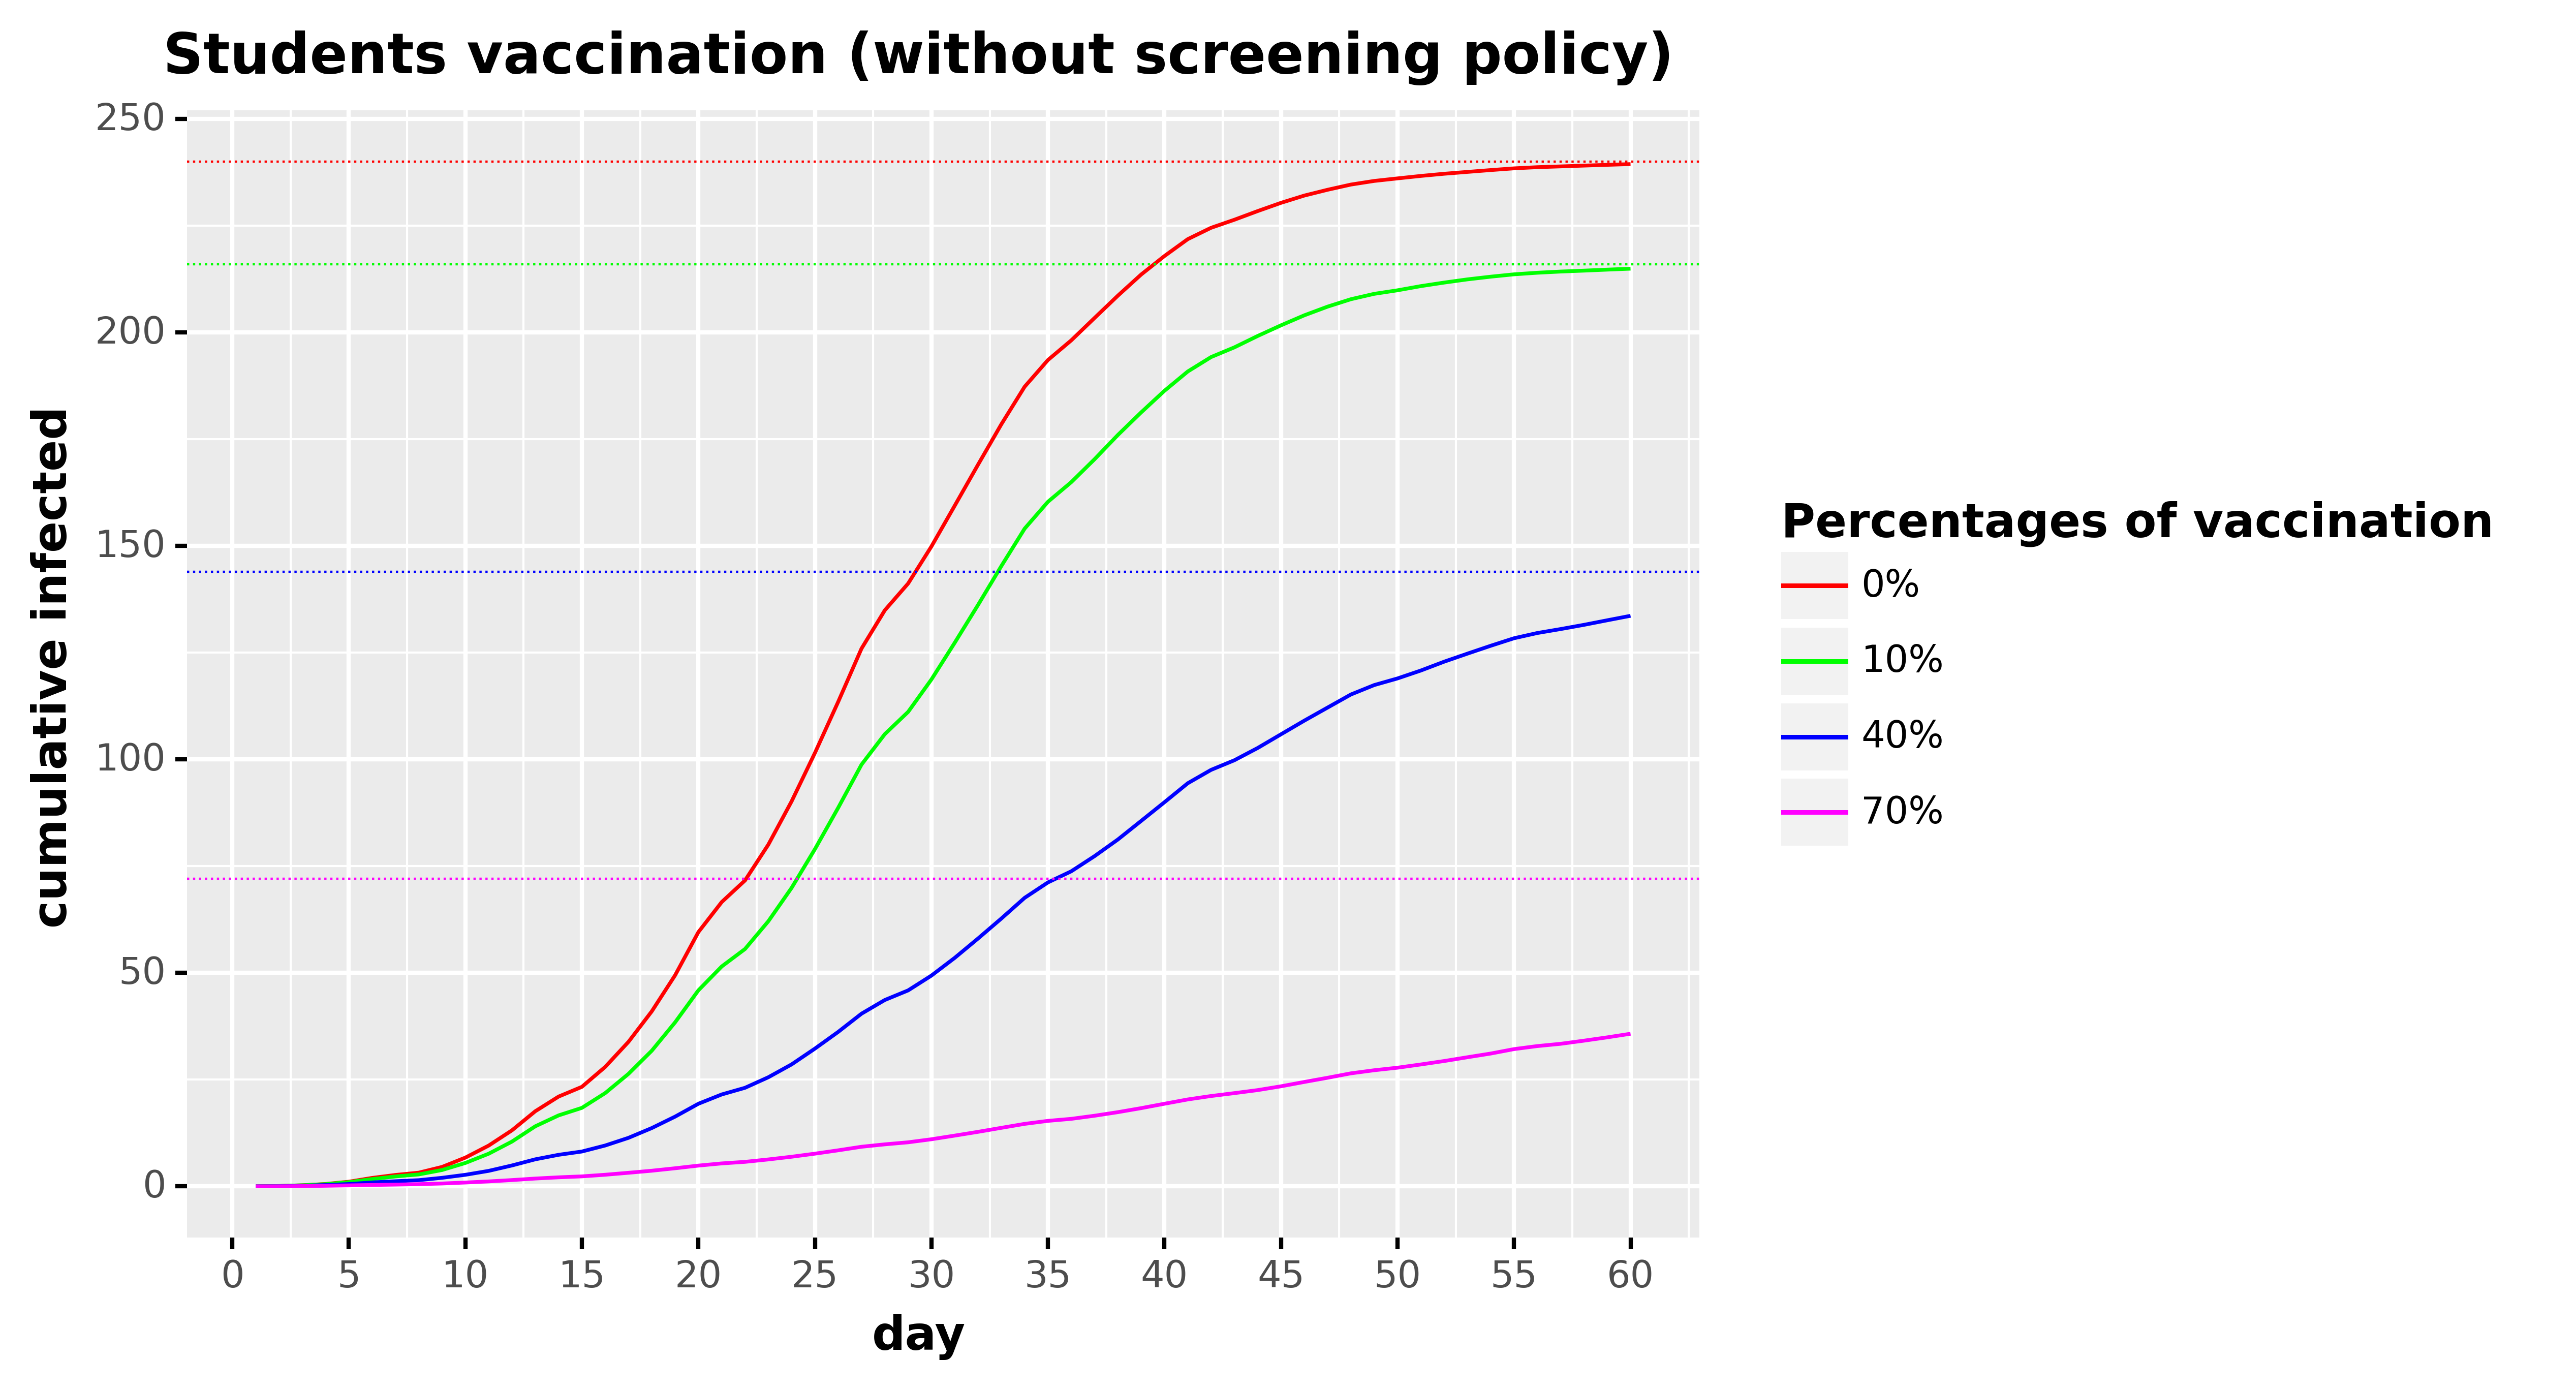 Students vaccination (without screening policy)
250
200
150
100
50
0
cumulative infected
0 5 10 15 20 25 30 35 40 45 50 55 60
day
Percentages of vaccination
0%
10%
40%
70%